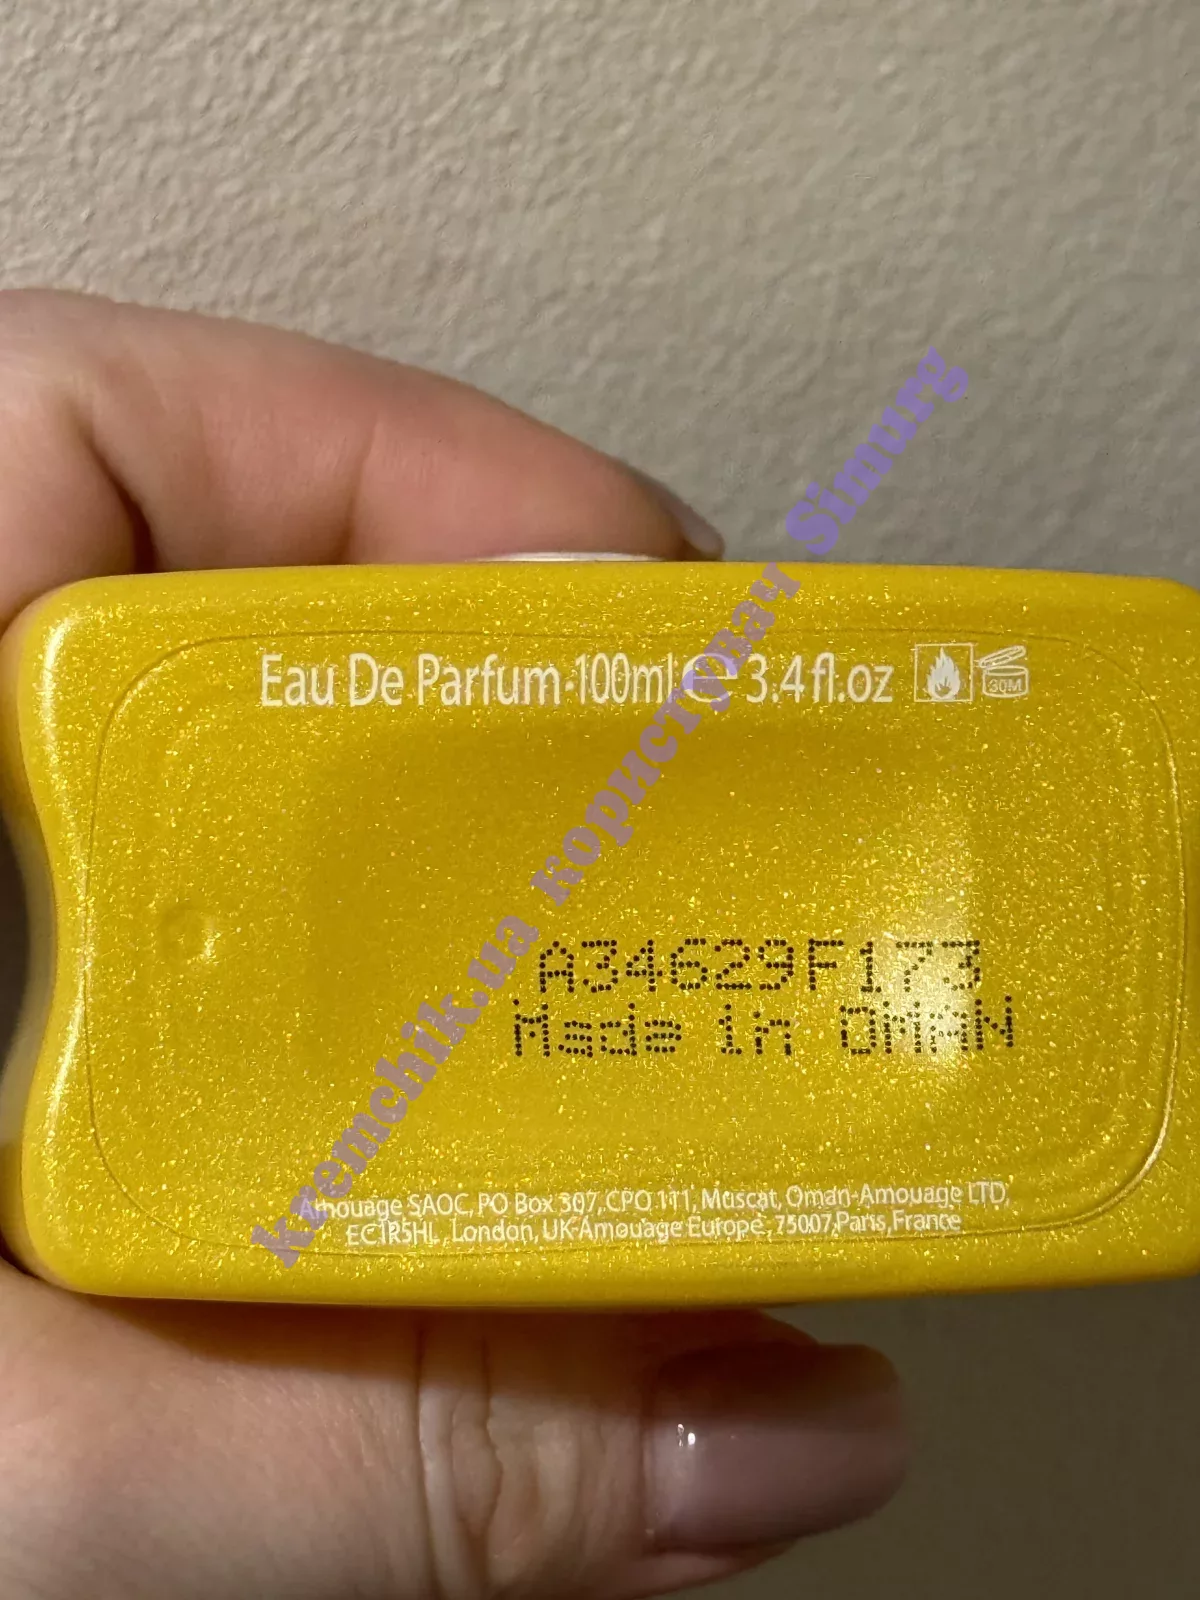 Eau De Parfum·100ml ℮ · 3.4fl.oz
30M
A34629F173
Made in OMAN
Amouage SAOC, PO Box 307, CPO 111, Muscat, Oman-Amouage LTD,
EC1R5HL, London, UK-Amouage Europe, 75007,Paris,France
kremchik.ua користувач Simurg